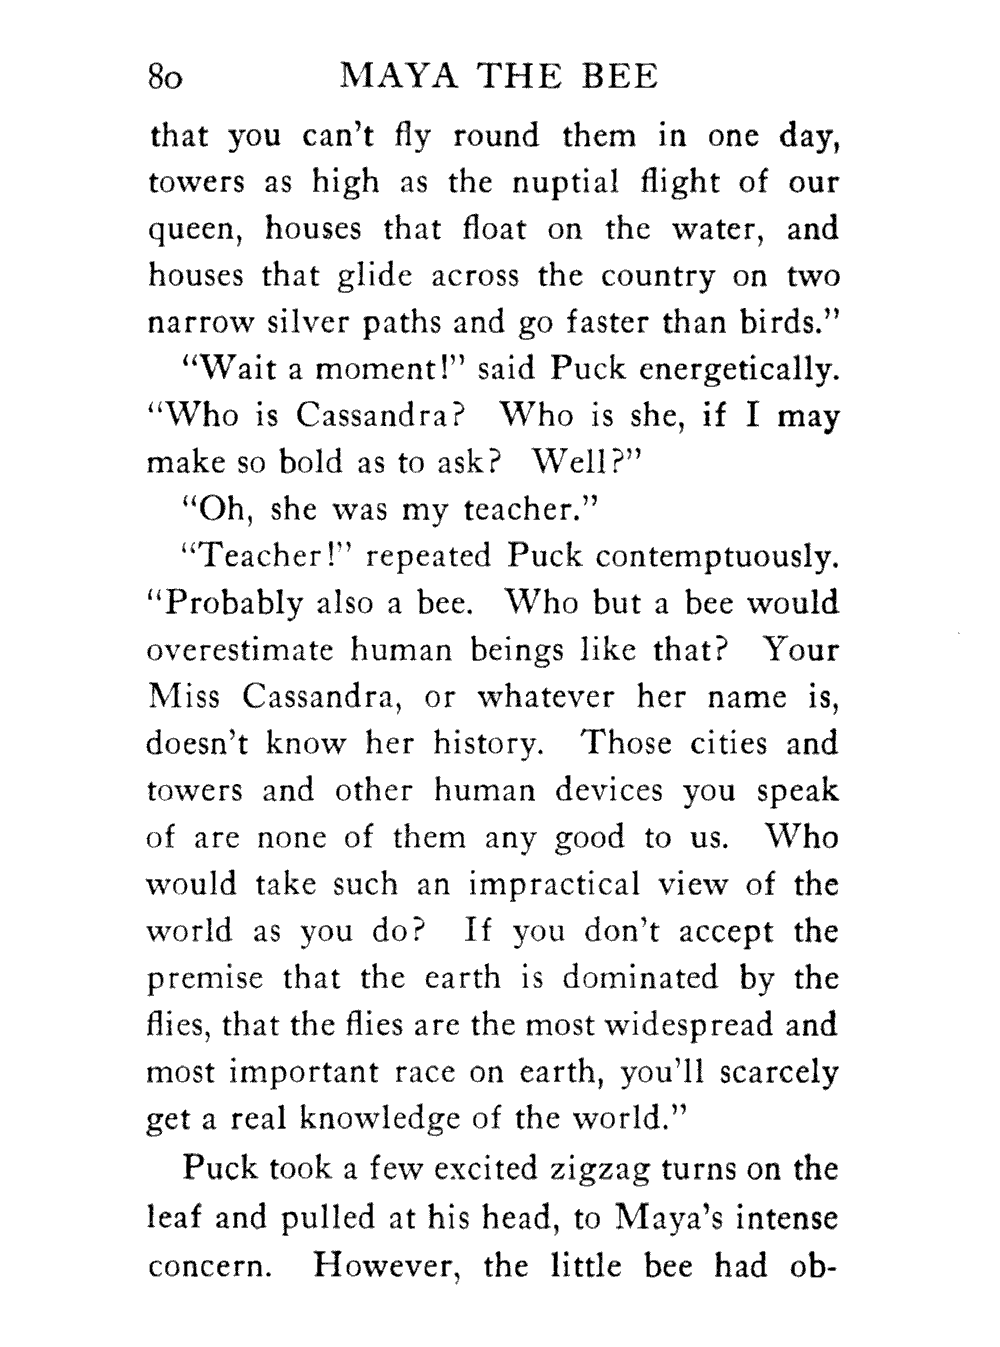 80 MAYA THE BEE
that you can't fly round them in one day,
towers as high as the nuptial flight of our
queen, houses that float on the water, and
houses that glide across the country on two
narrow silver paths and go faster than birds.”
“Wait a moment!” said Puck energetically.
“Who is Cassandra? Who is she, if I may
make so bold as to ask? Well?”
“Oh, she was my teacher.”
“Teacher!” repeated Puck contemptuously.
“Probably also a bee. Who but a bee would
overestimate human beings like that? Your
Miss Cassandra, or whatever her name is,
doesn't know her history. Those cities and
towers and other human devices you speak
of are none of them any good to us. Who
would take such an impractical view of the
world as you do? If you don't accept the
premise that the earth is dominated by the
flies, that the flies are the most widespread and
most important race on earth, you'll scarcely
get a real knowledge of the world.”
Puck took a few excited zigzag turns on the
leaf and pulled at his head, to Maya's intense
concern. However, the little bee had ob-